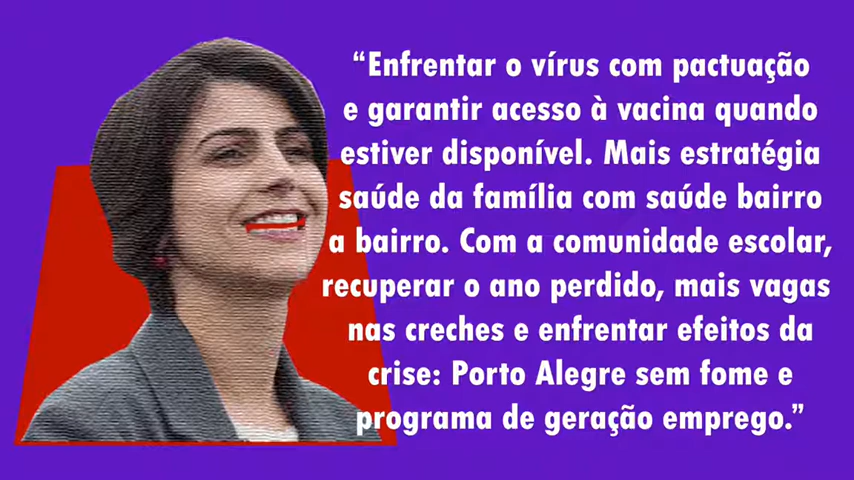 “Enfrentar o vírus com pactuação
e garantir acesso à vacina quando
estiver disponível. Mais estratégia
saúde da família com saúde bairro
a bairro. Com a comunidade escolar,
recuperar o ano perdido, mais vagas
nas creches e enfrentar efeitos da
crise: Porto Alegre sem fome e
programa de geração emprego.”